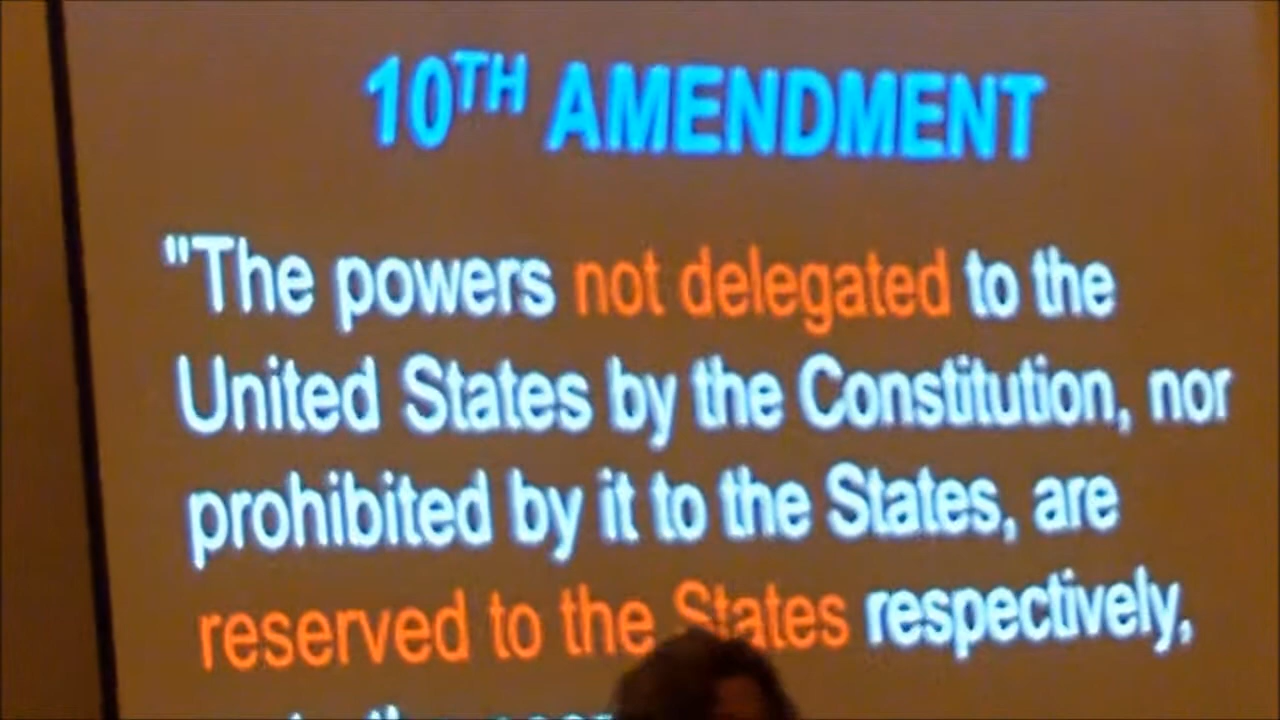 10TH AMENDMENT
"The powers not delegated to the
United States by the Constitution, nor
prohibited by it to the States, are
reserved to the States respectively,